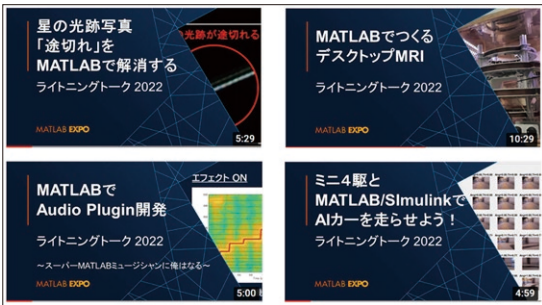 星の光跡写真
「途切れ」を
MATLABで解消する
ライトニングトーク 2022
光跡が途切れる
MATLAB EXPO
5:29
MATLABでつくる
デスクトップMRI
ライトニングトーク 2022
MATLAB EXPO
10:29
MATLABで
Audio Plugin開発
ライトニングトーク 2022
～スーパーMATLABミュージシャンに俺はなる～
エフェクト ON
MATLAB EXPO
5:00
ミニ４駆と
MATLAB/SImulinkで
AIカーを走らせよう！
ライトニングトーク 2022
MATLAB EXPO
4:59